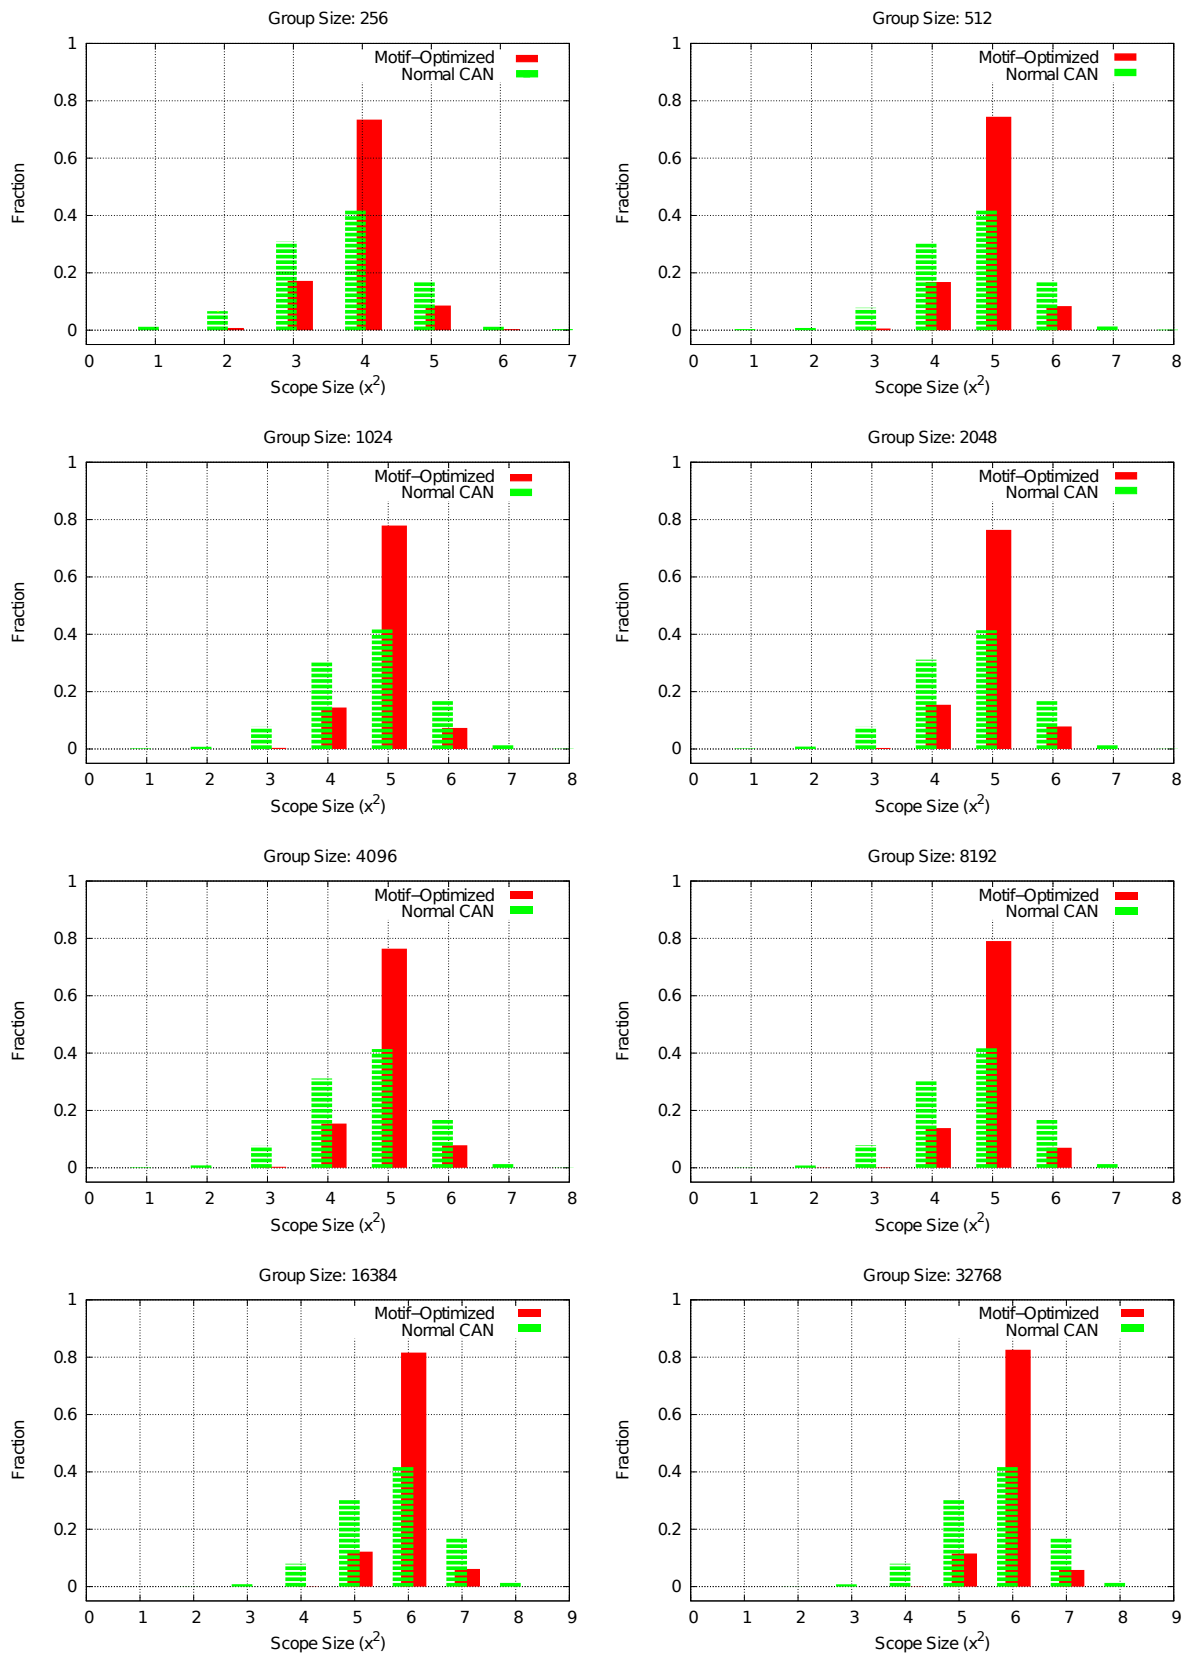 Group Size: 256
1
0.8
0.6
0.4
0.2
0
Fraction
Motif-Optimized
Normal CAN
0 1 2 3 4 5 6 7
Scope Size (x²)
Group Size: 512
1
0.8
0.6
0.4
0.2
0
Fraction
Motif-Optimized
Normal CAN
0 1 2 3 4 5 6 7 8
Scope Size (x²)
Group Size: 1024
1
0.8
0.6
0.4
0.2
0
Fraction
Motif-Optimized
Normal CAN
0 1 2 3 4 5 6 7 8
Scope Size (x²)
Group Size: 2048
1
0.8
0.6
0.4
0.2
0
Fraction
Motif-Optimized
Normal CAN
0 1 2 3 4 5 6 7 8
Scope Size (x²)
Group Size: 4096
1
0.8
0.6
0.4
0.2
0
Fraction
Motif-Optimized
Normal CAN
0 1 2 3 4 5 6 7 8
Scope Size (x²)
Group Size: 8192
1
0.8
0.6
0.4
0.2
0
Fraction
Motif-Optimized
Normal CAN
0 1 2 3 4 5 6 7 8
Scope Size (x²)
Group Size: 16384
1
0.8
0.6
0.4
0.2
0
Fraction
Motif-Optimized
Normal CAN
0 1 2 3 4 5 6 7 8 9
Scope Size (x²)
Group Size: 32768
1
0.8
0.6
0.4
0.2
0
Fraction
Motif-Optimized
Normal CAN
0 1 2 3 4 5 6 7 8 9
Scope Size (x²)